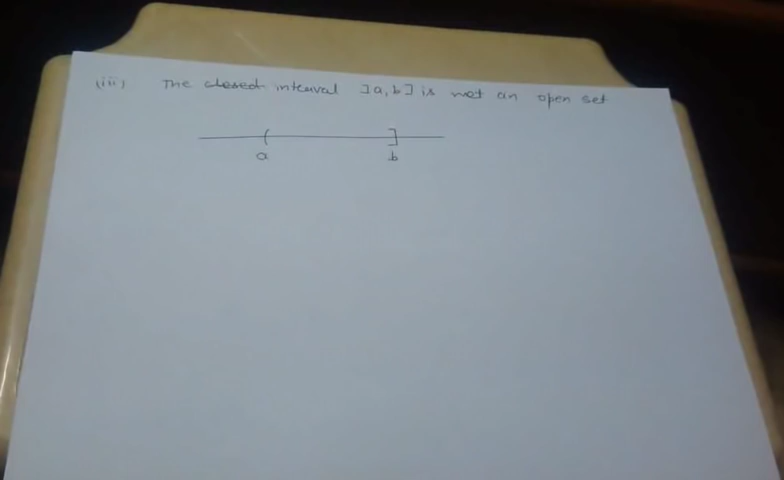 (iii) The closed interval ]a,b] is not an open set
( ]
a b